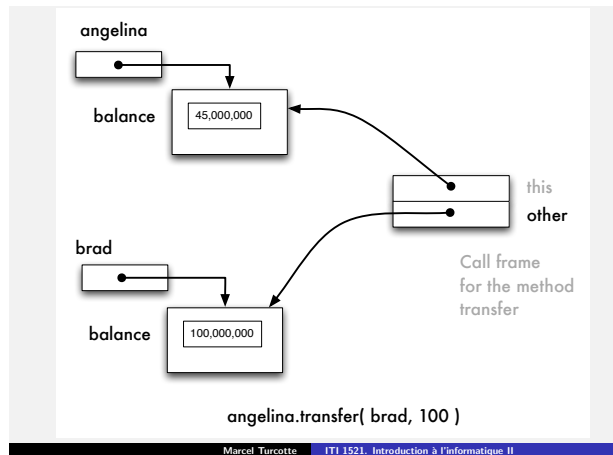 angelina
balance
45,000,000
this
other
brad
Call frame
for the method
transfer
balance
100,000,000
angelina.transfer( brad, 100 )
Marcel Turcotte ITI 1521. Introduction à l'informatique II